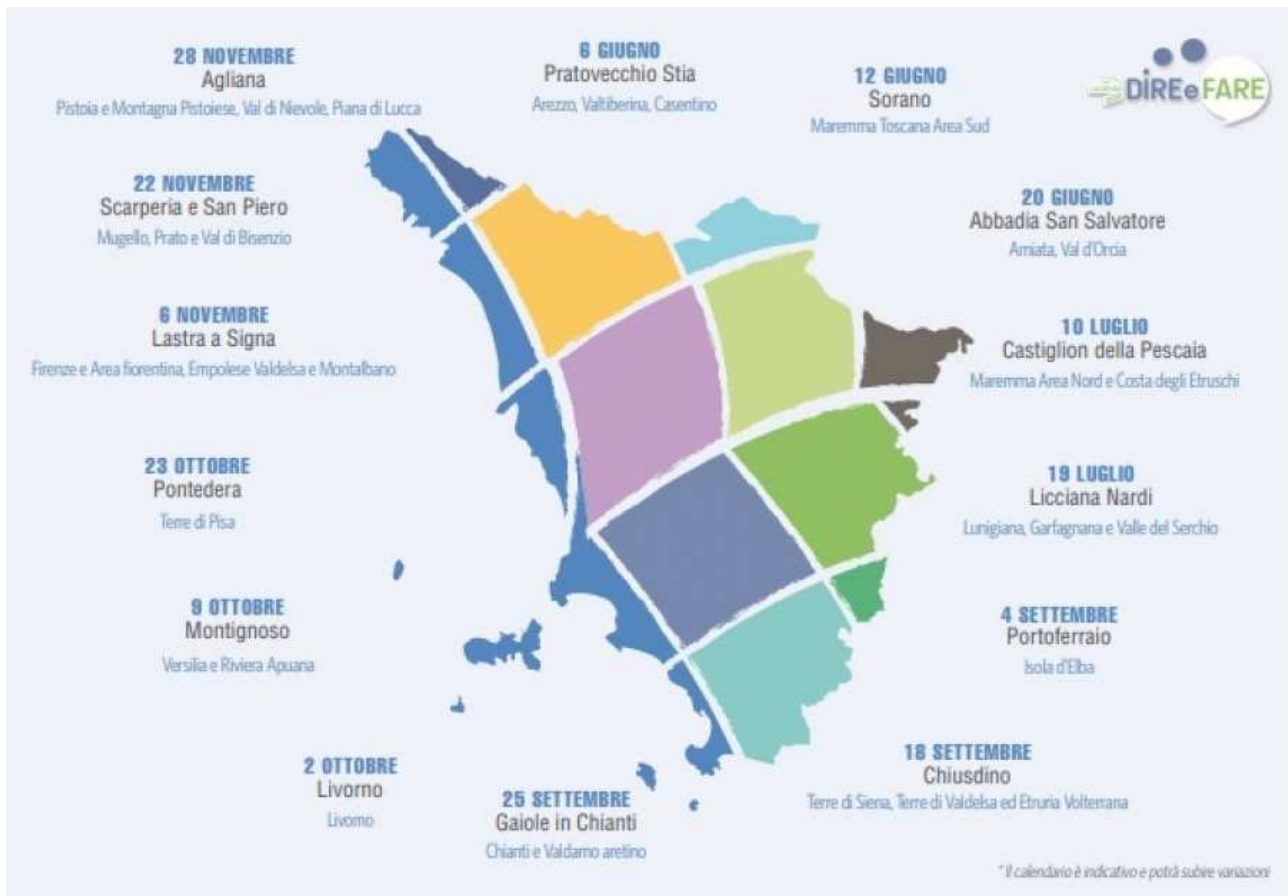 28 NOVEMBRE
Agliana
Pistoia e Montagna Pistoiese, Val di Nievole, Piana di Lucca
6 GIUGNO
Pratovecchio Stia
Arezzo, Valtiberina, Casentino
12 GIUGNO
Sorano
Maremma Toscana Area Sud
DIREeFARE
22 NOVEMBRE
Scarperia e San Piero
Mugello, Prato e Val di Bisenzio
20 GIUGNO
Abbadia San Salvatore
Amiata, Val d'Orcia
6 NOVEMBRE
Lastra a Signa
Firenze e Area fiorentina, Empolese Valdelsa e Montalbano
10 LUGLIO
Castiglion della Pescaia
Maremma Area Nord e Costa degli Etruschi
23 OTTOBRE
Pontedera
Terre di Pisa
19 LUGLIO
Licciana Nardi
Lunigiana, Garfagnana e Valle del Serchio
9 OTTOBRE
Montignoso
Versilia e Riviera Apuana
4 SETTEMBRE
Portoferraio
Isola d'Elba
2 OTTOBRE
Livorno
Livorno
25 SETTEMBRE
Gaiole in Chianti
Chianti e Valdarno aretino
18 SETTEMBRE
Chiusdino
Terre di Siena, Terre di Valdelsa ed Etruria Volterrana
* Il calendario è indicativo e potrà subire variazioni